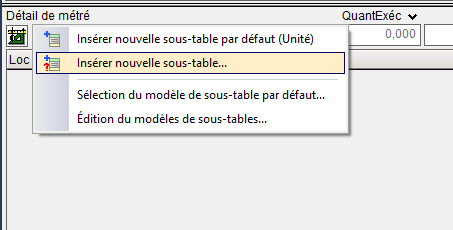 Détail de métré QuantExéc
0,000
Insérer nouvelle sous-table par défaut (Unité)
Loc Insérer nouvelle sous-table...
Sélection du modèle de sous-table par défaut...
Édition du modèles de sous-tables...